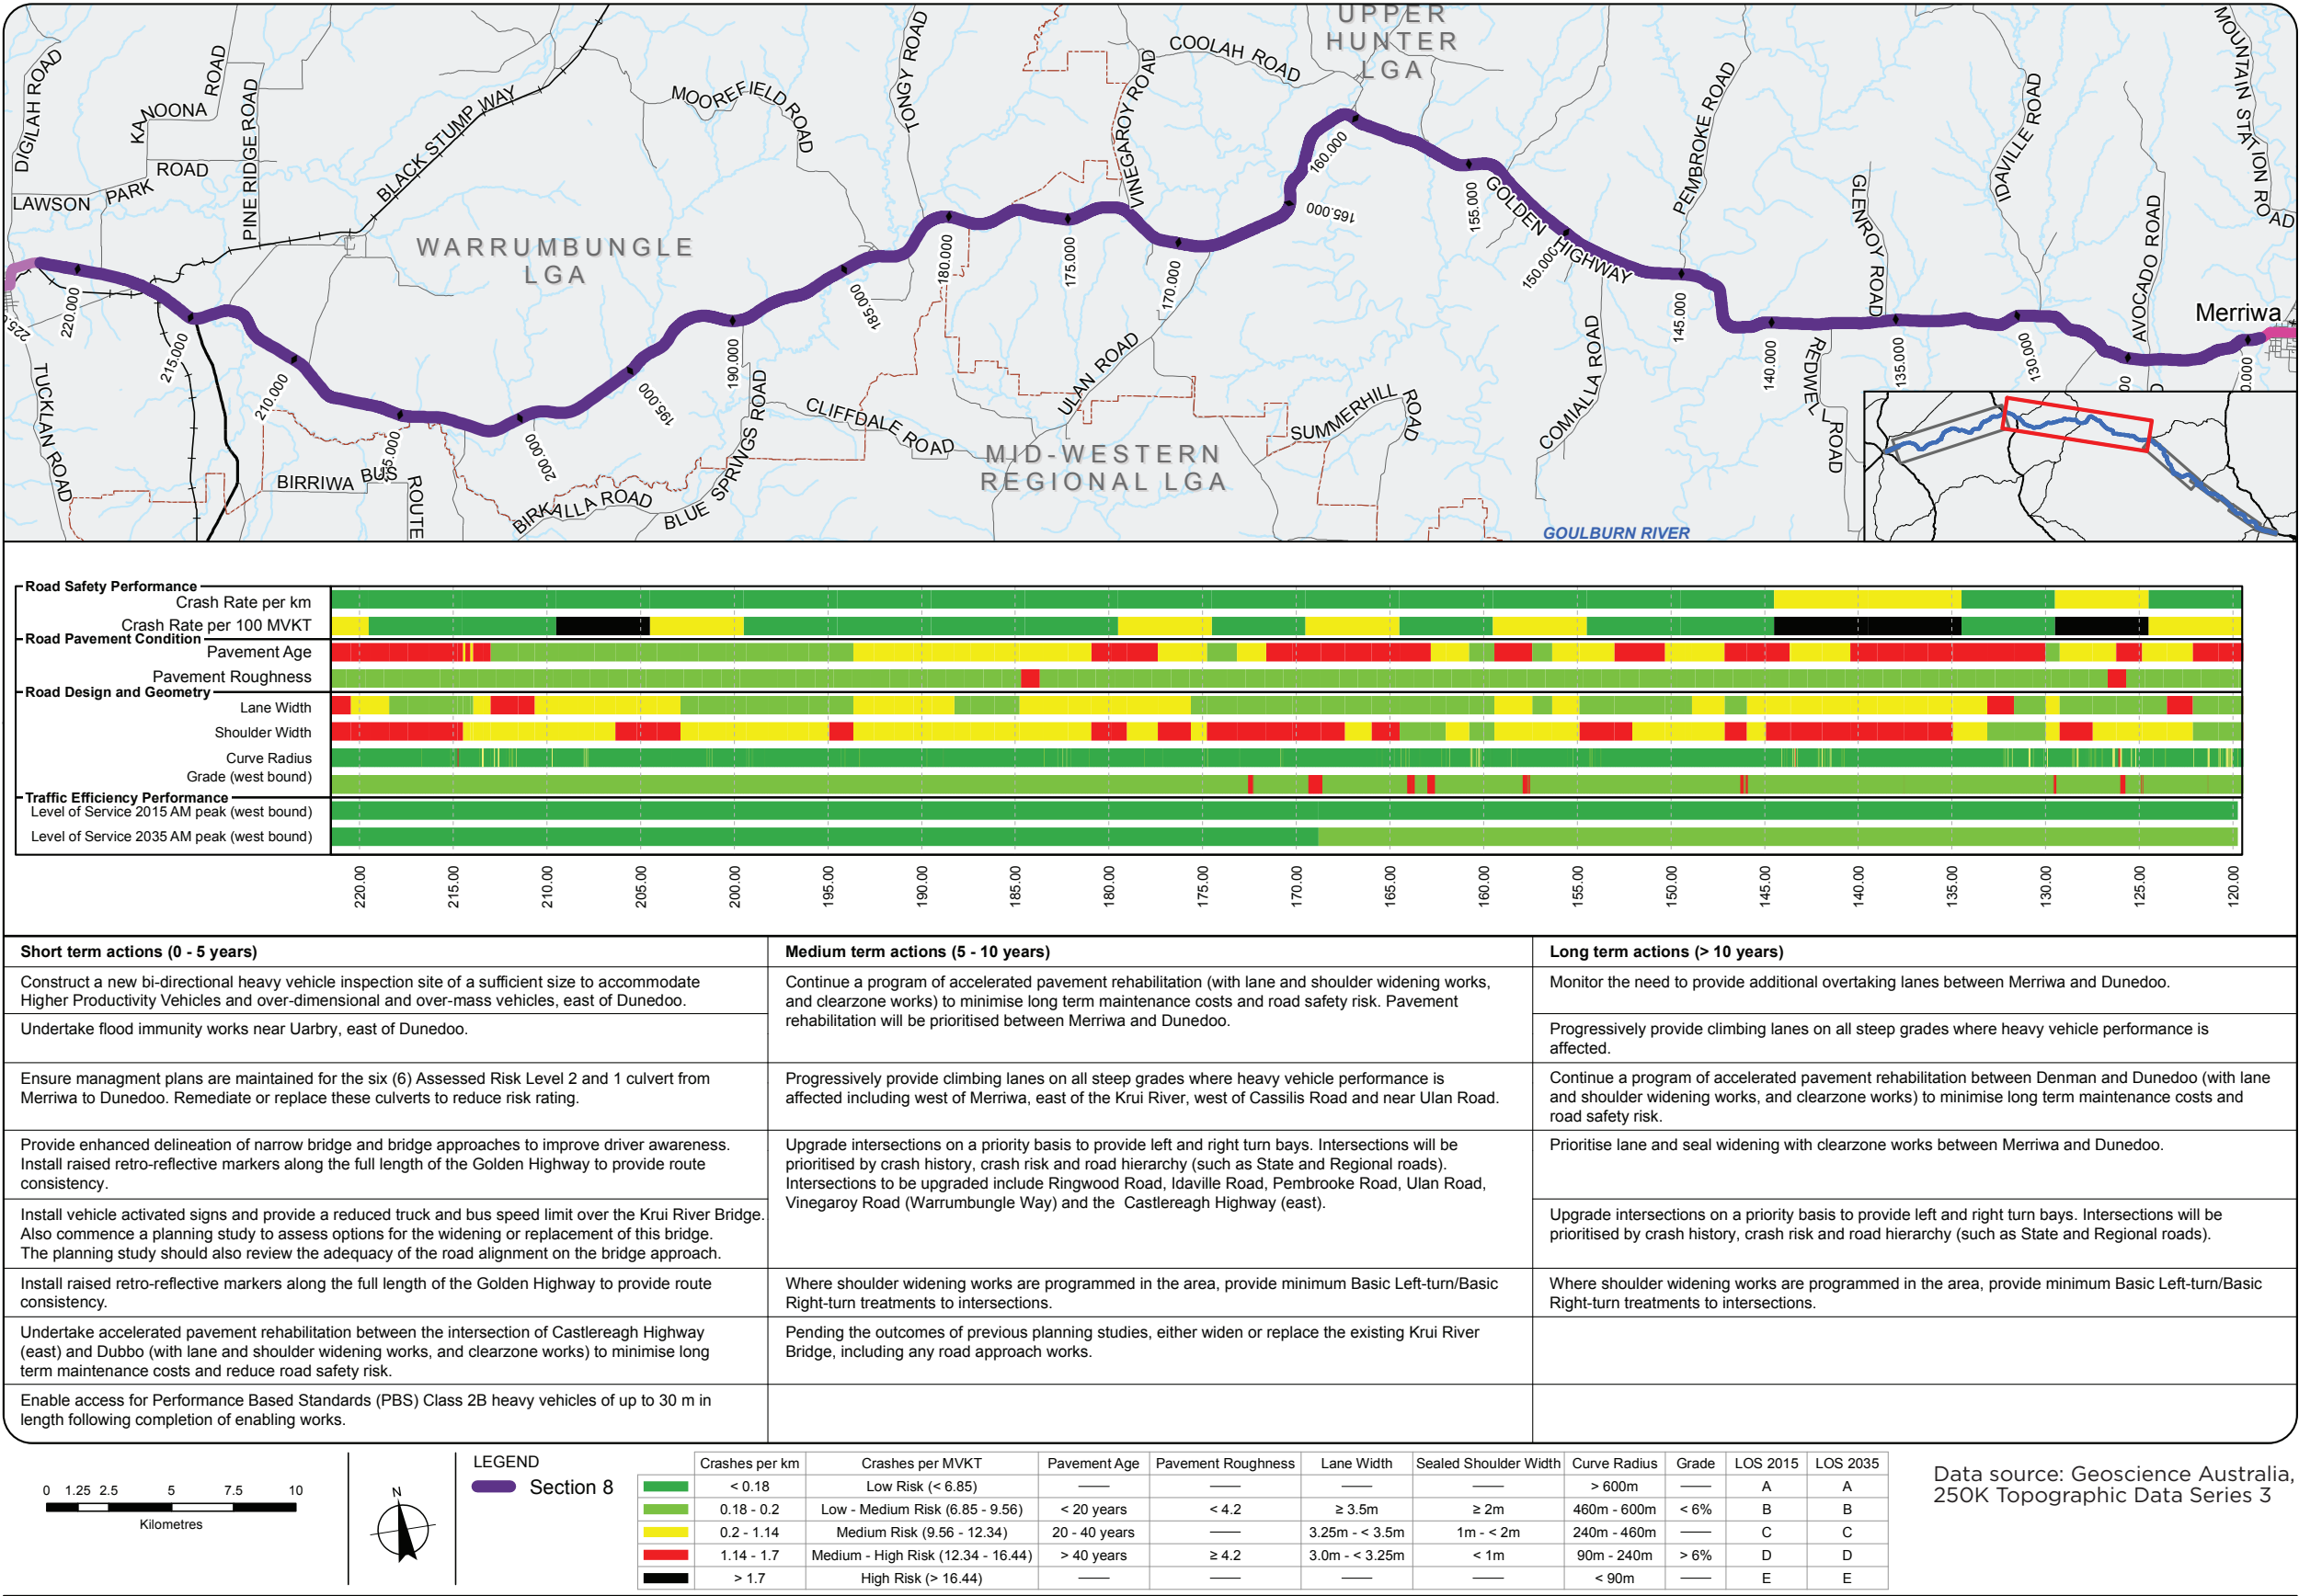 UPPER
HUNTER
LGA
COOLAH ROAD
DIGILAH ROAD
KANOONA ROAD
PINE RIDGE ROAD
LAWSON PARK ROAD
BLACK STUMP WAY
MOOREFIELD ROAD
TONGY ROAD
VINEGAROY ROAD
PEMBROKE ROAD
GLENROY ROAD
IDAVILLE ROAD
AVOCADO ROAD
MOUNTAIN STATION ROAD
WARRUMBUNGLE
LGA
GOLDEN HIGHWAY
Merriwa
220.000
215.000
210.000
200.000
195.000
190.000
185.000
180.000
175.000
170.000
165.000
160.000
155.000
150.000
145.000
140.000
135.000
130.000
TUCKLAN ROAD
BIRRIWA BUS ROUTE
BIRKALLA ROAD
BLUE SPRINGS ROAD
CLIFFDALE ROAD
ULAN ROAD
MID-WESTERN
REGIONAL LGA
SUMMERHILL ROAD
COMIALLA ROAD
REDWELL ROAD
GOULBURN RIVER
Road Safety Performance
Crash Rate per km
Crash Rate per 100 MVKT
Road Pavement Condition
Pavement Age
Pavement Roughness
Road Design and Geometry
Lane Width
Shoulder Width
Curve Radius
Grade (west bound)
Traffic Efficiency Performance
Level of Service 2015 AM peak (west bound)
Level of Service 2035 AM peak (west bound)
220.00 215.00 210.00 205.00 200.00 195.00 1900.00 185.00 1800.00 175.00 1700.00 165.00 1600.00 155.00 1500.00 145.00 1400.00 1350.00 1300.00 1250.00 1200.00
Short term actions (0 - 5 years)
Construct a new bi-directional heavy vehicle inspection site of a sufficient size to accommodate
Higher Productivity Vehicles and over-dimensional and over-mass vehicles, east of Dunedoo.
Undertake flood immunity works near Uarbry, east of Dunedoo.
Ensure managment plans are maintained for the six (6) Assessed Risk Level 2 and 1 culvert from
Merriwa to Dunedoo. Remediate or replace these culverts to reduce risk rating.
Provide enhanced delineation of narrow bridge and bridge approaches to improve driver awareness.
Install raised retro-reflective markers along the full length of the Golden Highway to provide route
consistency.
Install vehicle activated signs and provide a reduced truck and bus speed limit over the Krui River Bridge.
Also commence a planning study to assess options for the widening or replacement of this bridge.
The planning study should also review the adequacy of the road alignment on the bridge approach.
Install raised retro-reflective markers along the full length of the Golden Highway to provide route
consistency.
Undertake accelerated pavement rehabilitation between the intersection of Castlereagh Highway
(east) and Dubbo (with lane and shoulder widening works, and clearzone works) to minimise long
term maintenance costs and reduce road safety risk.
Enable access for Performance Based Standards (PBS) Class 2B heavy vehicles of up to 30 m in
length following completion of enabling works.
Medium term actions (5 - 10 years)
Continue a program of accelerated pavement rehabilitation (with lane and shoulder widening works,
and clearzone works) to minimise long term maintenance costs and road safety risk. Pavement
rehabilitation will be prioritised between Merriwa and Dunedoo.
Progressively provide climbing lanes on all steep grades where heavy vehicle performance is
affected including west of Merriwa, east of the Krui River, west of Cassilis Road and near Ulan Road.
Upgrade intersections on a priority basis to provide left and right turn bays. Intersections will be
prioritised by crash history, crash risk and road hierarchy (such as State and Regional roads).
Intersections to be upgraded include Ringwood Road, Idaville Road, Pembrooke Road, Ulan Road,
Vinegaroy Road (Warrumbungle Way) and the Castlereagh Highway (east).
Where shoulder widening works are programmed in the area, provide minimum Basic Left-turn/Basic
Right-turn treatments to intersections.
Pending the outcomes of previous planning studies, either widen or replace the existing Krui River
Bridge, including any road approach works.
Long term actions (> 10 years)
Monitor the need to provide additional overtaking lanes between Merriwa and Dunedoo.
Progressively provide climbing lanes on all steep grades where heavy vehicle performance is
affected.
Continue a program of accelerated pavement rehabilitation between Denman and Dunedoo (with lane
and shoulder widening works, and clearzone works) to minimise long term maintenance costs and
road safety risk.
Prioritise lane and seal widening with clearzone works between Merriwa and Dunedoo.
Upgrade intersections on a priority basis to provide left and right turn bays. Intersections will be
prioritised by crash history, crash risk and road hierarchy (such as State and Regional roads).
Where shoulder widening works are programmed in the area, provide minimum Basic Left-turn/Basic
Right-turn treatments to intersections.
0 1.25 2.5 5 7.5 10
Kilometres
N
LEGEND
Section 8
Crashes per km Crashes per MVKT Pavement Age Pavement Roughness Lane Width Sealed Shoulder Width Curve Radius Grade LOS 2015 LOS 2035
< 0.18 Low Risk (< 6.85) —— —— —— —— > 600m —— A A
0.18 - 0.2 Low - Medium Risk (6.85 - 9.56) < 20 years < 4.2 ≥ 3.5m ≥ 2m 460m - 600m < 6% B B
0.2 - 1.14 Medium Risk (9.56 - 12.34) 20 - 40 years —— 3.25m - < 3.5m 1m - < 2m 240m - 460m —— C C
1.14 - 1.7 Medium - High Risk (12.34 - 16.44) > 40 years ≥ 4.2 3.0m - < 3.25m < 1m 90m - 240m > 6% D D
> 1.7 High Risk (> 16.44) —— —— —— —— < 90m —— E E
Data source: Geoscience Australia,
250K Topographic Data Series 3